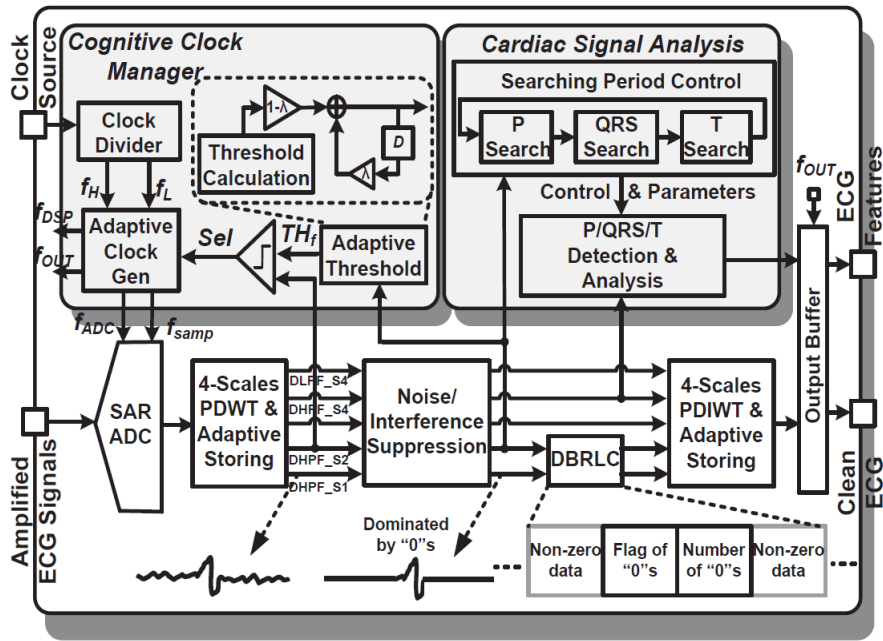 Clock
Source
Cognitive Clock
Manager
Clock
Divider
f_H
f_L
f_DSP
f_OUT
Adaptive
Clock
Gen
1-λ
D
λ
Threshold
Calculation
Sel
TH_f
Adaptive
Threshold
f_ADC
f_samp
Cardiac Signal Analysis
Searching Period Control
P
Search
QRS
Search
T
Search
Control & Parameters
P/QRS/T
Detection &
Analysis
f_OUT
ECG
Features
Output Buffer
Amplified
ECG Signals
SAR
ADC
4-Scales
PDWT &
Adaptive
Storing
DLPF_S4
DHPF_S4
DHPF_S2
DHPF_S1
Noise/
Interference
Suppression
DBRLC
4-Scales
PDIWT &
Adaptive
Storing
Clean
ECG
Dominated
by “0”s
Non-zero
data
Flag of
“0”s
Number
of “0”s
Non-zero
data